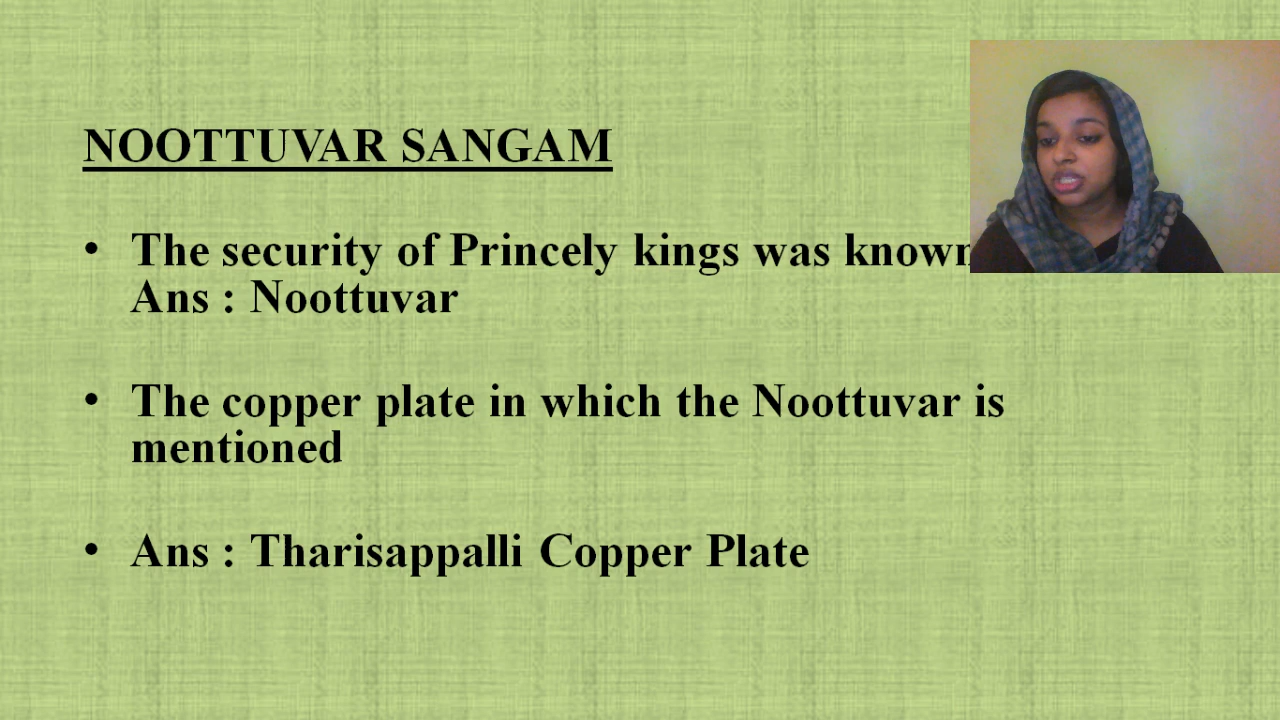 NOOTTUVAR SANGAM
• The security of Princely kings was known
Ans : Noottuvar
• The copper plate in which the Noottuvar is
mentioned
• Ans : Tharisappalli Copper Plate